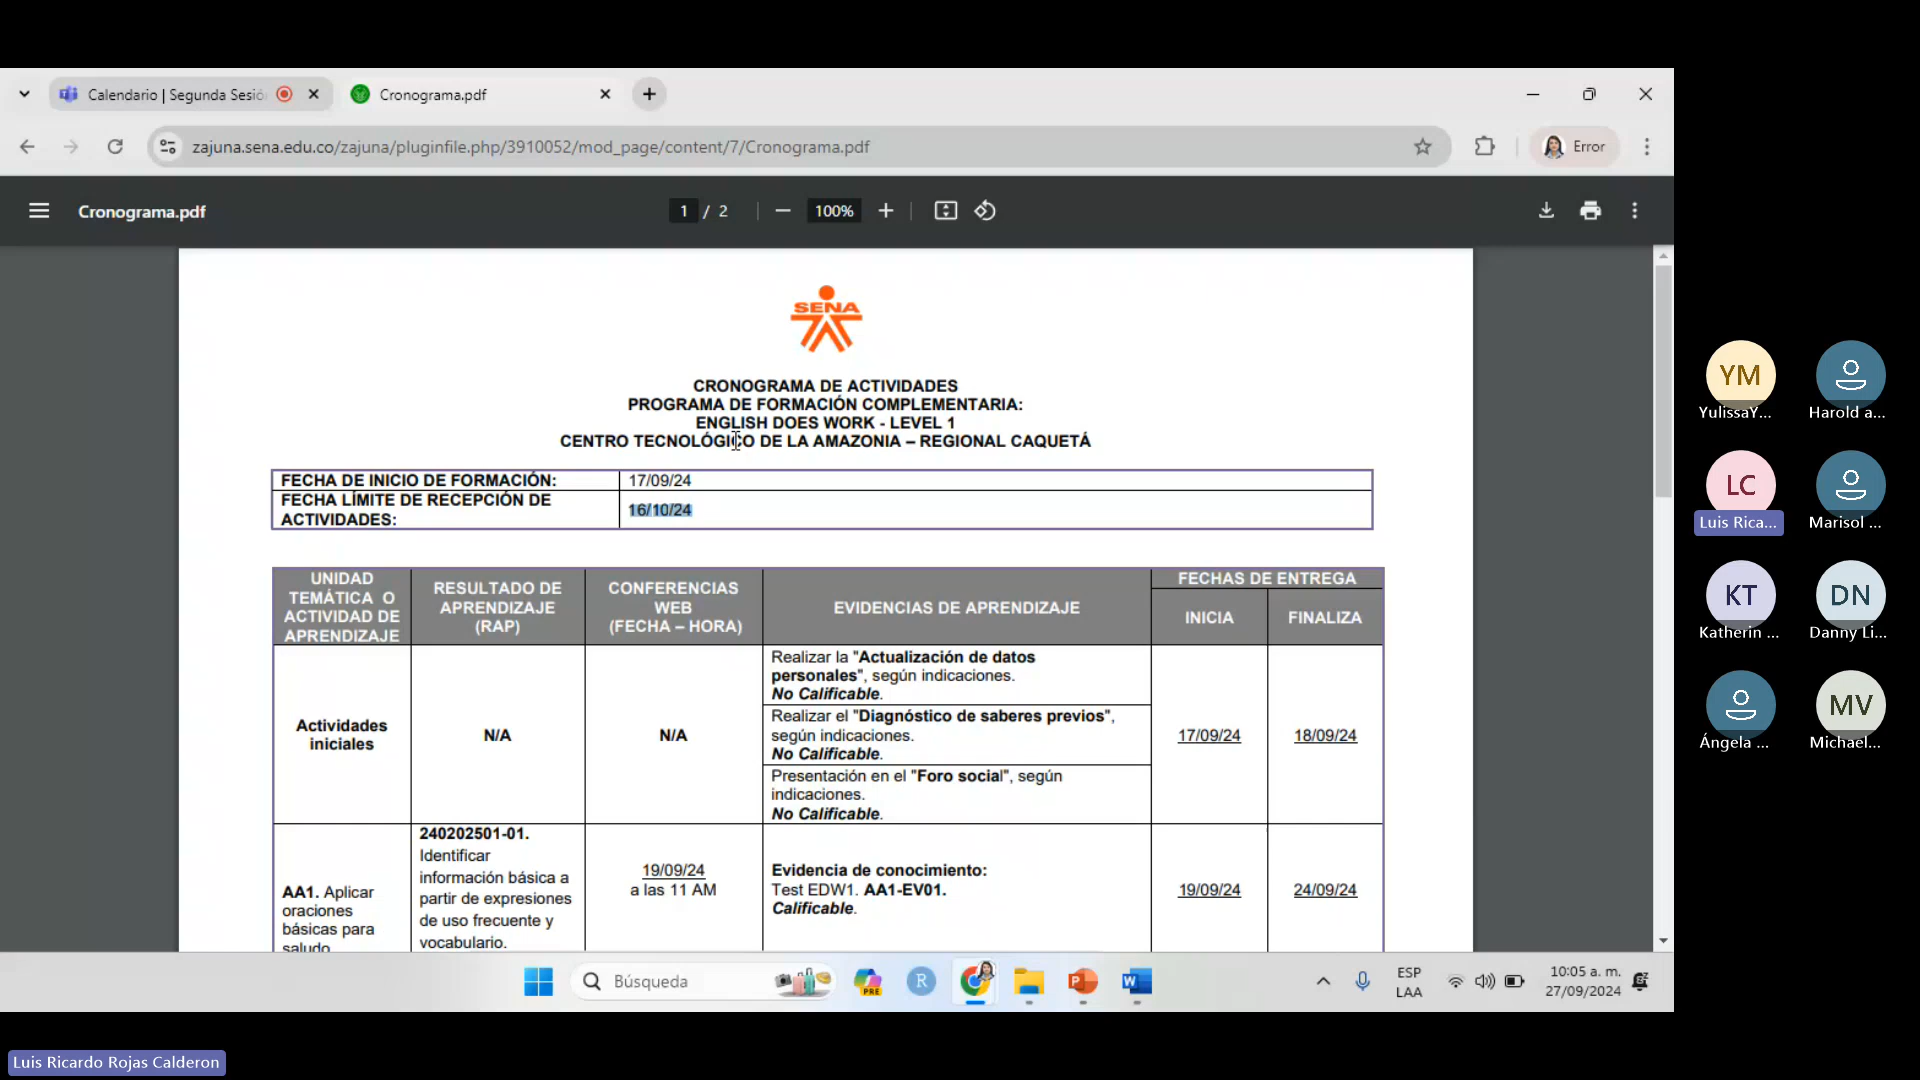 Calendario | Segunda Sesió
Cronograma.pdf
zajuna.sena.edu.co/zajuna/pluginfile.php/3910052/mod_page/content/7/Cronograma.pdf
Error
Cronograma.pdf
1 / 2
100%
SENA
CRONOGRAMA DE ACTIVIDADES
PROGRAMA DE FORMACIÓN COMPLEMENTARIA:
ENGLISH DOES WORK - LEVEL 1
CENTRO TECNOLÓGICO DE LA AMAZONIA – REGIONAL CAQUETÁ
FECHA DE INICIO DE FORMACIÓN: 17/09/24
FECHA LÍMITE DE RECEPCIÓN DE
ACTIVIDADES:
16/10/24
UNIDAD
TEMÁTICA O
ACTIVIDAD DE
APRENDIZAJE
RESULTADO DE
APRENDIZAJE
(RAP)
CONFERENCIAS
WEB
(FECHA – HORA)
EVIDENCIAS DE APRENDIZAJE
FECHAS DE ENTREGA
INICIA
FINALIZA
Actividades
iniciales
N/A
N/A
Realizar la "Actualización de datos
personales", según indicaciones.
No Calificable.
Realizar el "Diagnóstico de saberes previos",
según indicaciones.
No Calificable.
Presentación en el "Foro social", según
indicaciones.
No Calificable.
17/09/24
18/09/24
AA1. Aplicar
oraciones
básicas para
saludo
240202501-01.
Identificar
información básica a
partir de expresiones
de uso frecuente y
vocabulario.
19/09/24
a las 11 AM
Evidencia de conocimiento:
Test EDW1. AA1-EV01.
Calificable.
19/09/24
24/09/24
YM
YulissaY...
Harold a...
LC
Luis Rica...
Marisol ...
KT
Katherin ...
DN
Danny Li...
Ángela ...
MV
Michael...
Búsqueda
PRE
R
P
W
ESP
LAA
10:05 a. m.
27/09/2024
Luis Ricardo Rojas Calderon